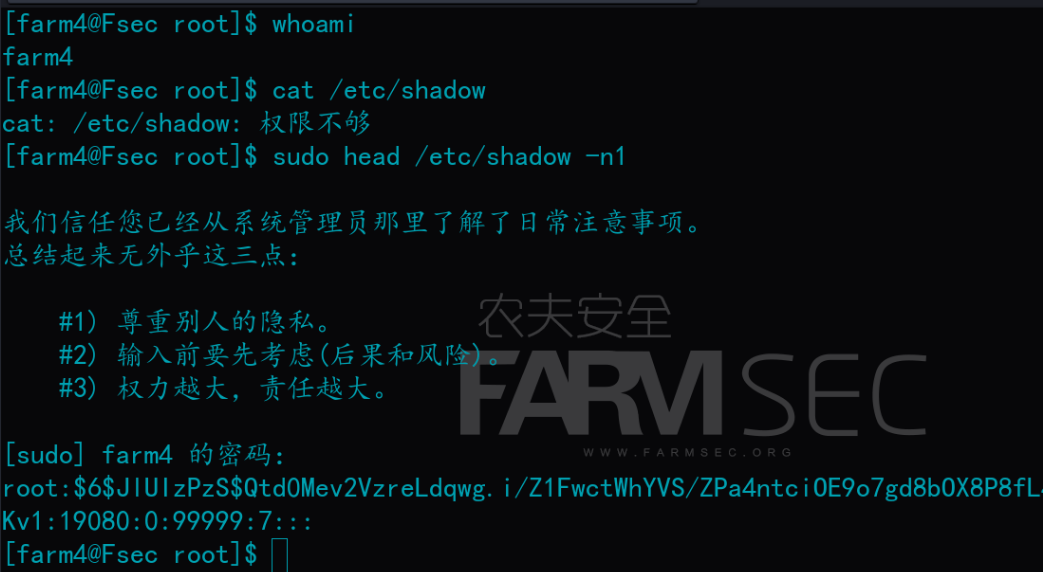 [farm4@Fsec root]$ whoami
farm4
[farm4@Fsec root]$ cat /etc/shadow
cat: /etc/shadow: 权限不够
[farm4@Fsec root]$ sudo head /etc/shadow -n1
我们信任您已经从系统管理员那里了解了日常注意事项。
总结起来无外乎这三点：
#1) 尊重别人的隐私。
#2) 输入前要先考虑(后果和风险)。
#3) 权力越大，责任越大。
农夫安全
FARMSEC
WWW.FARMSEC.ORG
[sudo] farm4 的密码：
root:$6$JlUIzPzS$Qtd0Mev2VzreLdqwg.i/Z1FwctWhYVS/ZPa4ntciOE9o7gd8bOX8P8fL
Kv1:19080:0:99999:7:::
[farm4@Fsec root]$